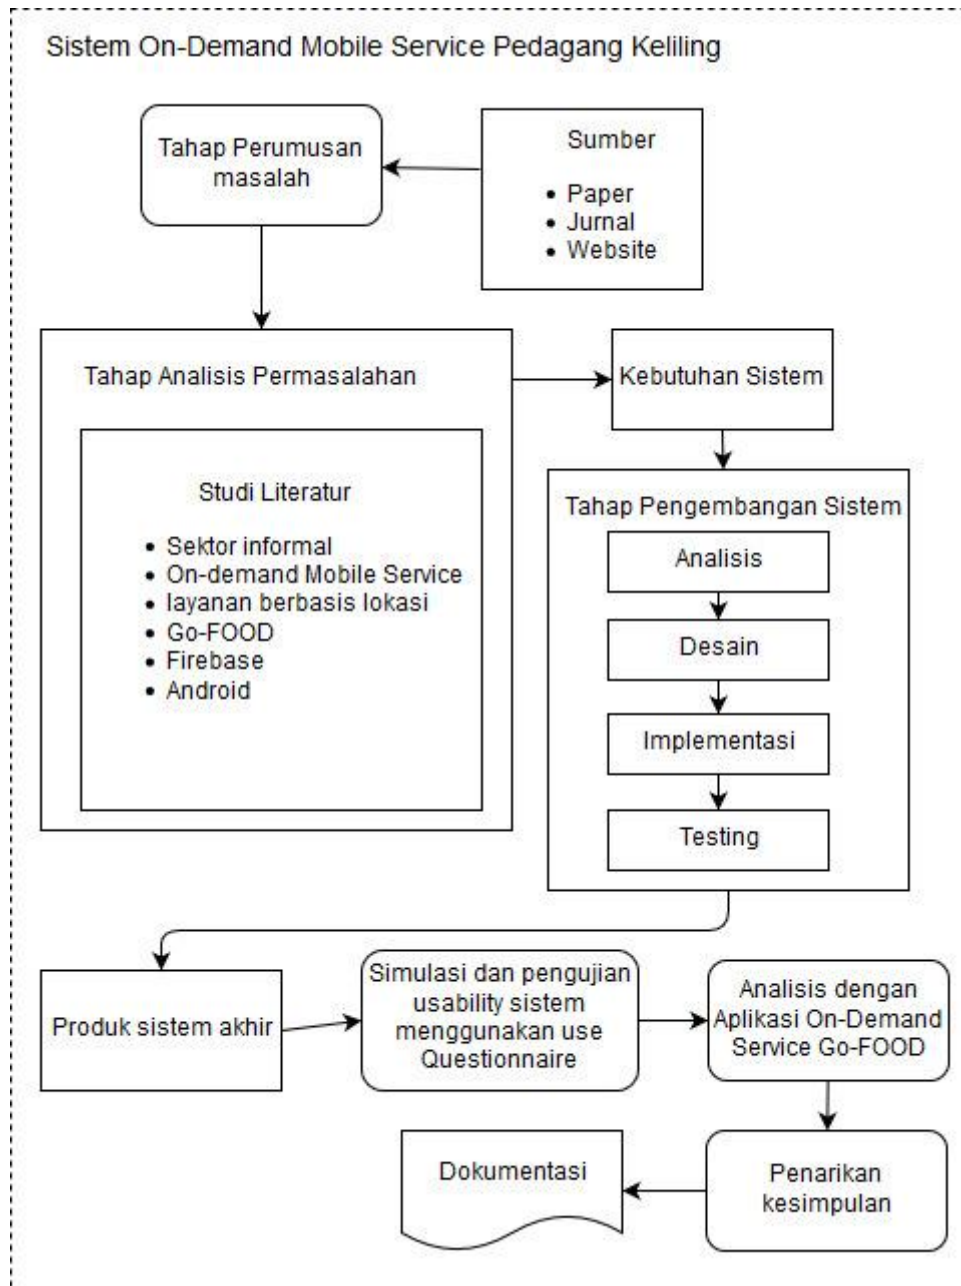 Sistem On-Demand Mobile Service Pedagang Keliling
Tahap Perumusan
masalah
Sumber
• Paper
• Jurnal
• Website
Tahap Analisis Permasalahan
Studi Literatur
• Sektor informal
• On-demand Mobile Service
• layanan berbasis lokasi
• Go-FOOD
• Firebase
• Android
Kebutuhan Sistem
Tahap Pengembangan Sistem
Analisis
Desain
Implementasi
Testing
Produk sistem akhir
Simulasi dan pengujian
usability sistem
menggunakan use
Questionnaire
Analisis dengan
Aplikasi On-Demand
Service Go-FOOD
Penarikan
kesimpulan
Dokumentasi